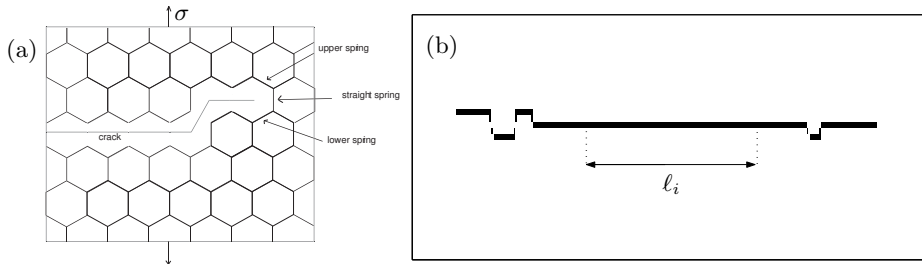 (a)
σ
upper spring
straight spring
crack
lower spring
(b)
ℓᵢ